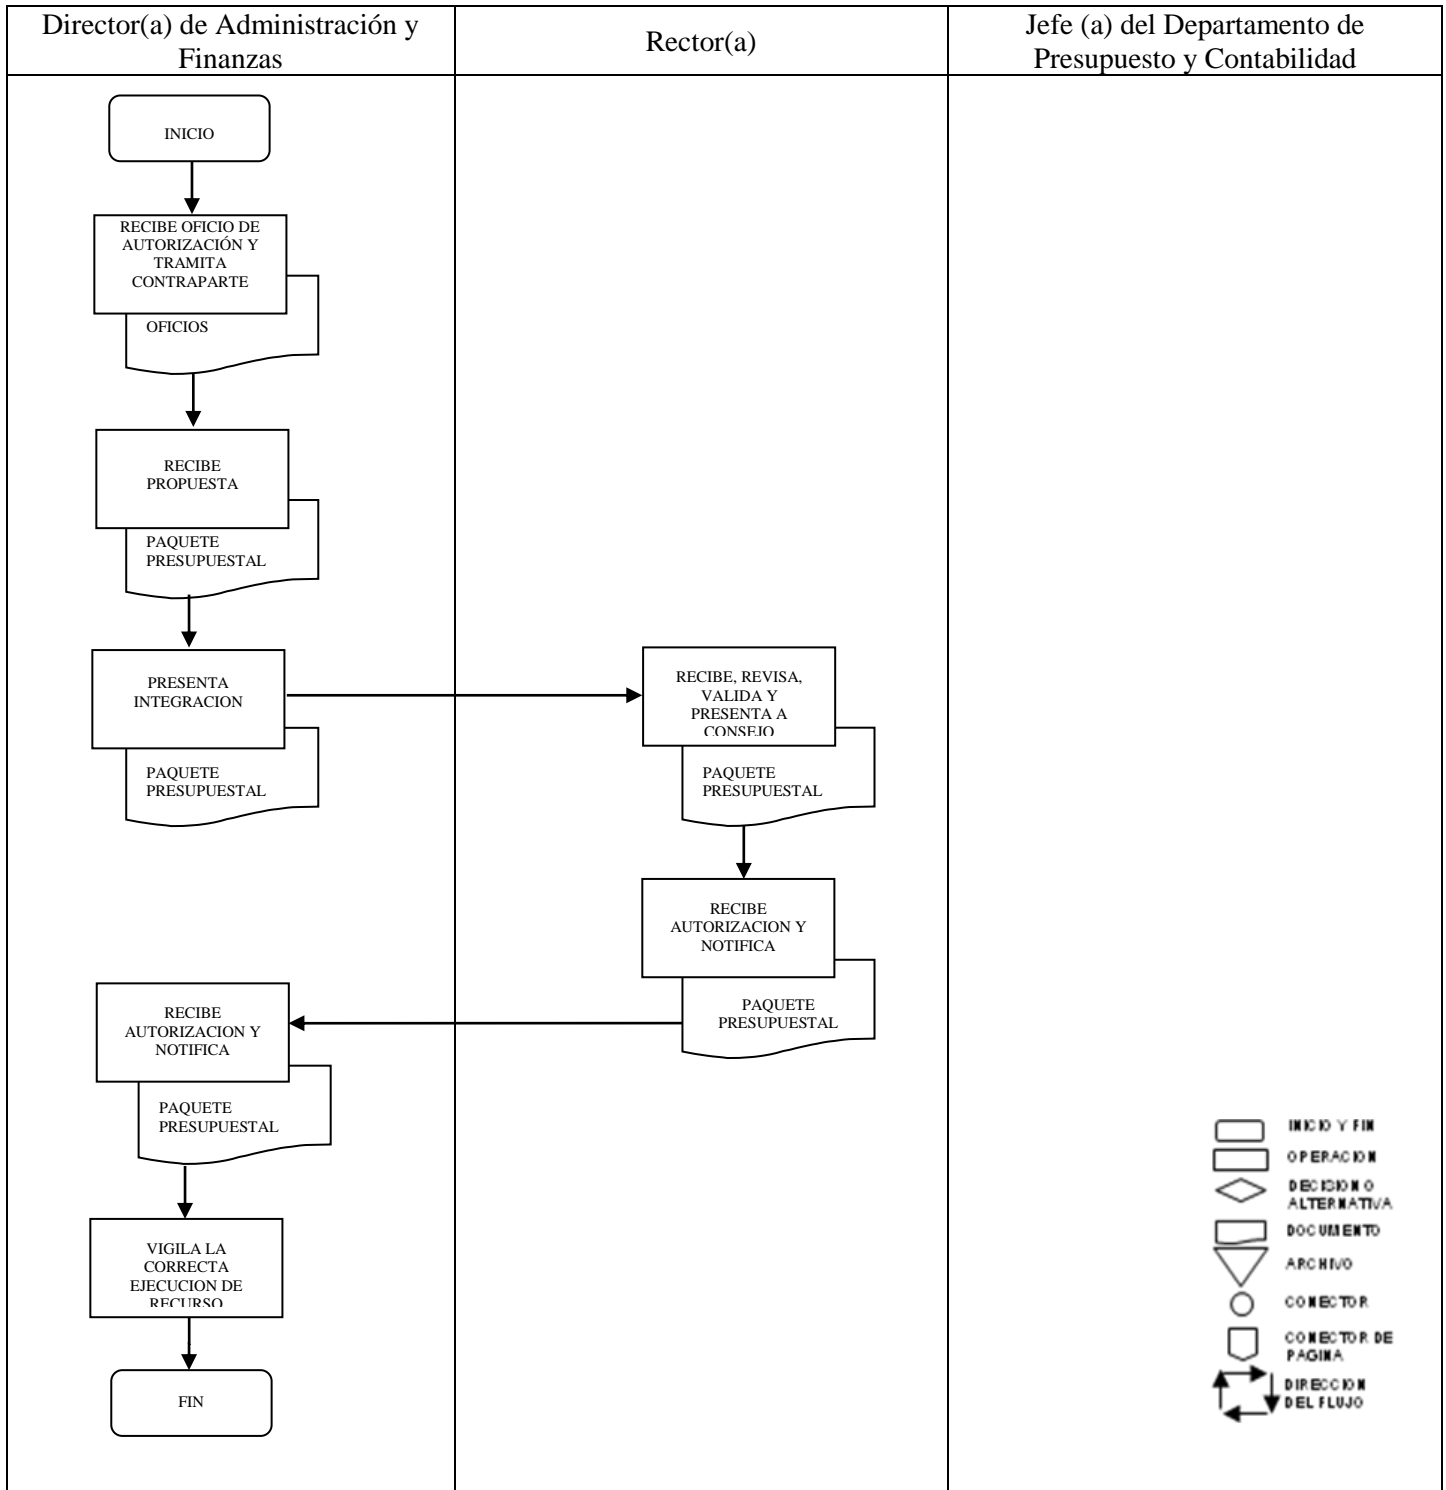 Director(a) de Administración y
Finanzas
Rector(a)
Jefe (a) del Departamento de
Presupuesto y Contabilidad
INICIO
RECIBE OFICIO DE
AUTORIZACIÓN Y
TRAMITA
CONTRAPARTE
OFICIOS
RECIBE
PROPUESTA
PAQUETE
PRESUPUESTAL
PRESENTA
INTEGRACION
PAQUETE
PRESUPUESTAL
RECIBE, REVISA,
VALIDA Y
PRESENTA A
CONSEJO
PAQUETE
PRESUPUESTAL
RECIBE
AUTORIZACION Y
NOTIFICA
PAQUETE
PRESUPUESTAL
RECIBE
AUTORIZACION Y
NOTIFICA
PAQUETE
PRESUPUESTAL
VIGILA LA
CORRECTA
EJECUCION DE
RECURSO
FIN
INICIO Y FIN
OPERACION
DECISION O
ALTERNATIVA
DOCUMENTO
ARCHIVO
CONECTOR
CONECTOR DE
PAGINA
DIRECCION
DEL FLUJO